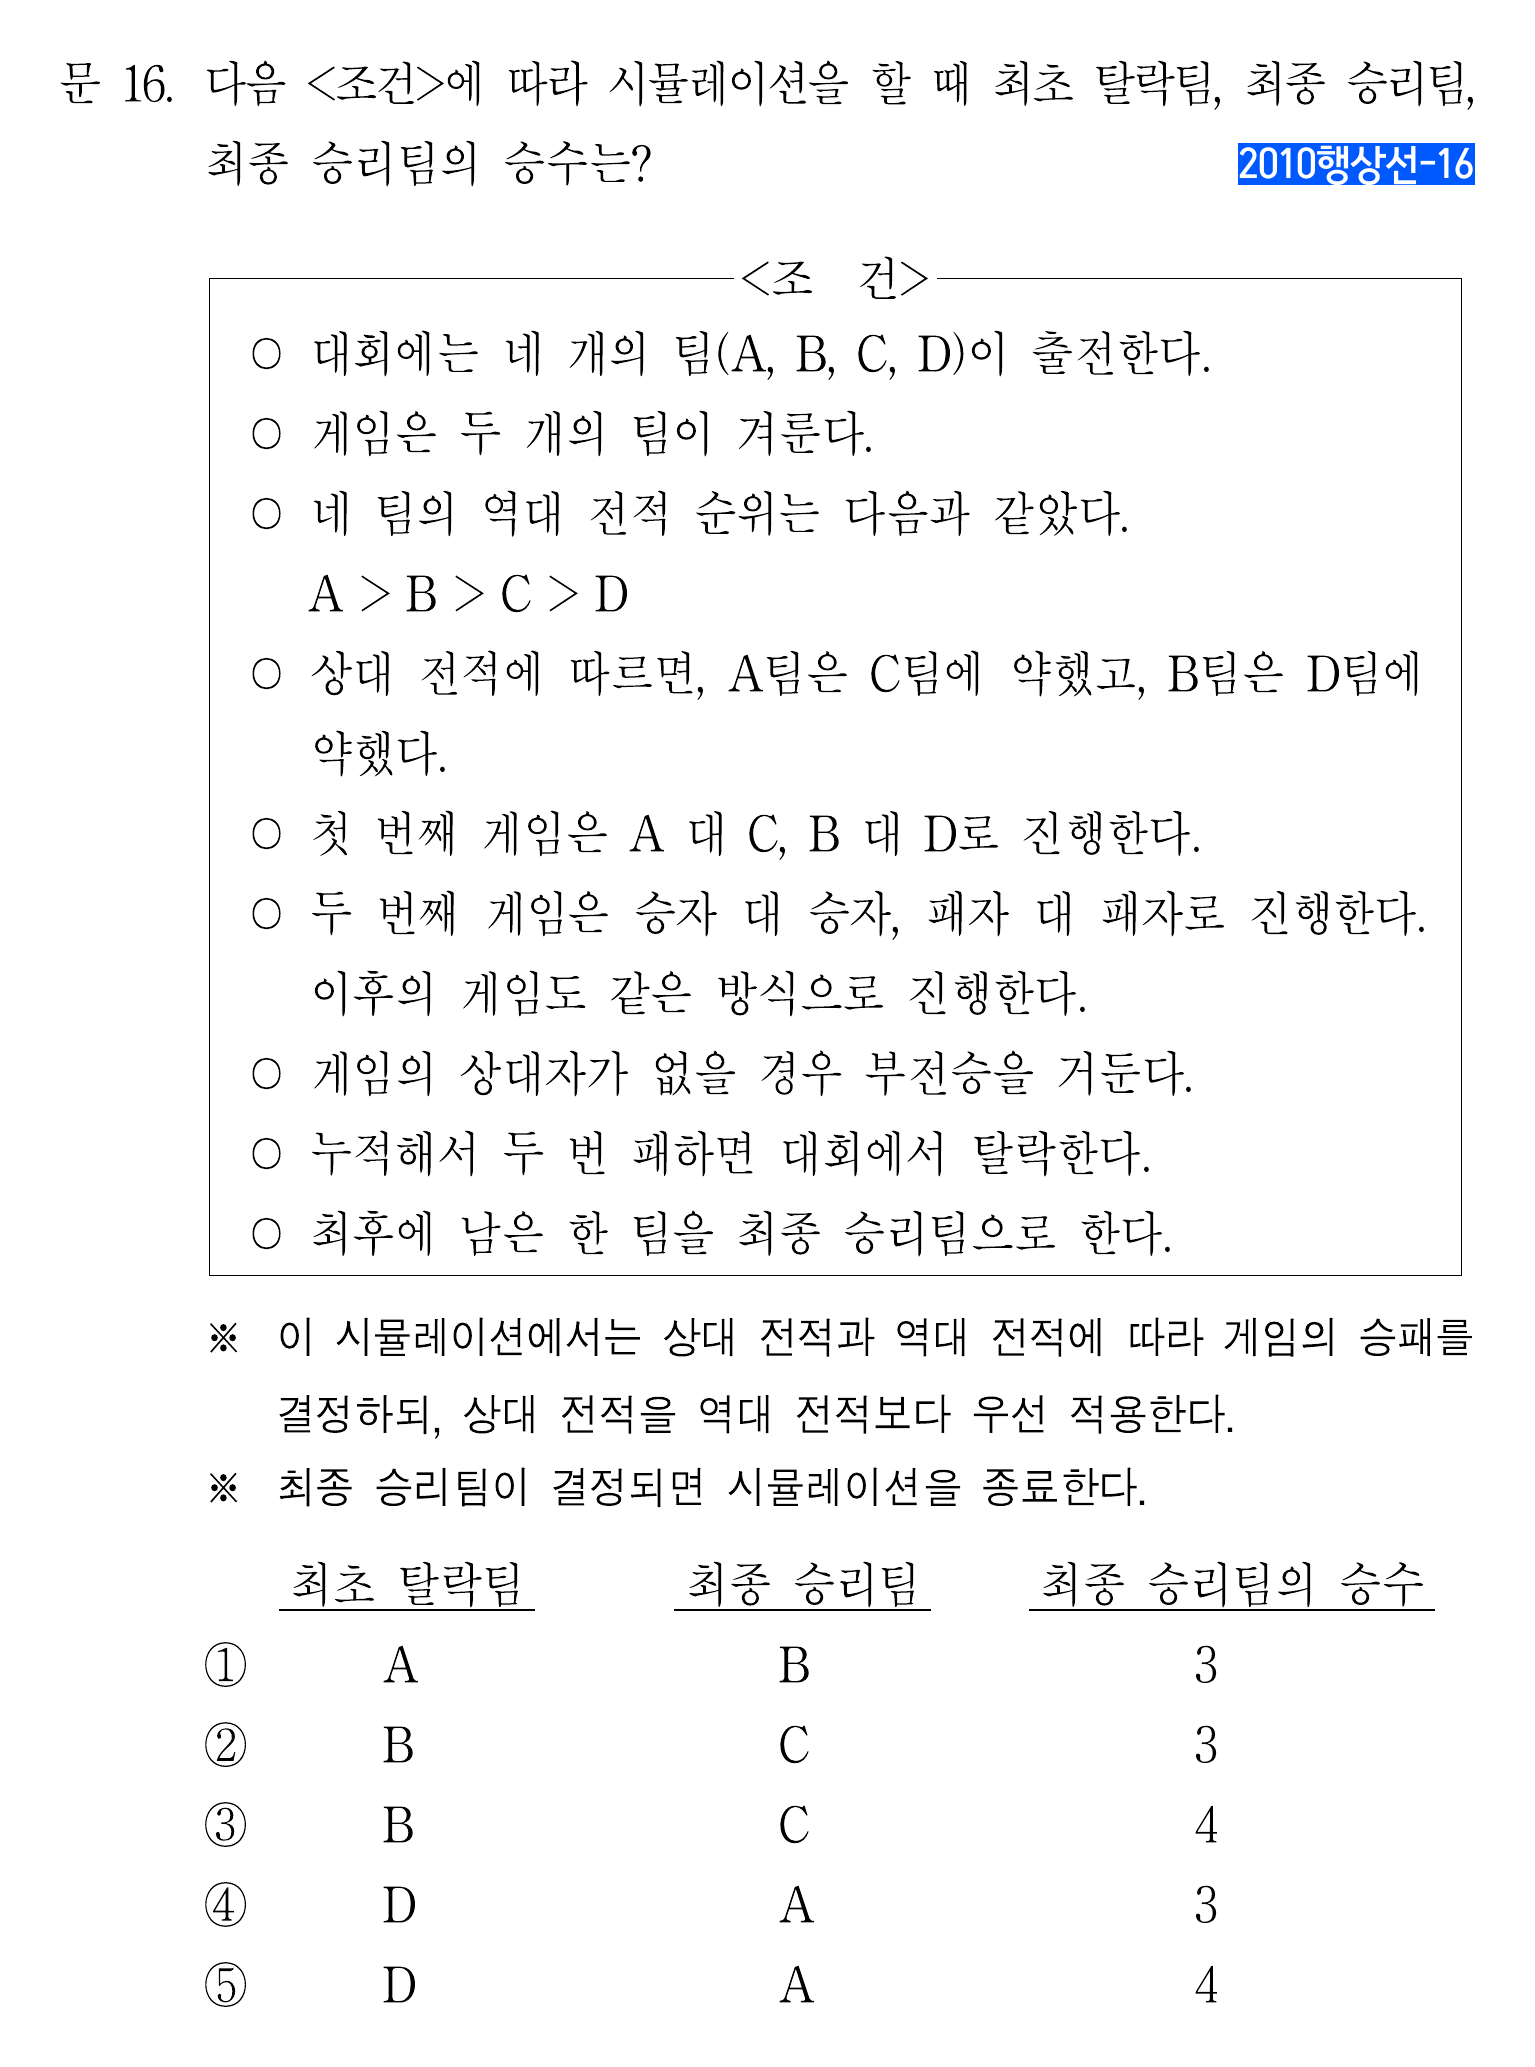 문 16. 다음 <조건>에 따라 시뮬레이션을 할 때 최초 탈락팀, 최종 승리팀,
최종 승리팀의 승수는?
2010행상선-16
<조 건>
○ 대회에는 네 개의 팀(A, B, C, D)이 출전한다.
○ 게임은 두 개의 팀이 겨룬다.
○ 네 팀의 역대 전적 순위는 다음과 같았다.
A > B > C > D
○ 상대 전적에 따르면, A팀은 C팀에 약했고, B팀은 D팀에
약했다.
○ 첫 번째 게임은 A 대 C, B 대 D로 진행한다.
○ 두 번째 게임은 승자 대 승자, 패자 대 패자로 진행한다.
이후의 게임도 같은 방식으로 진행한다.
○ 게임의 상대자가 없을 경우 부전승을 거둔다.
○ 누적해서 두 번 패하면 대회에서 탈락한다.
○ 최후에 남은 한 팀을 최종 승리팀으로 한다.
※ 이 시뮬레이션에서는 상대 전적과 역대 전적에 따라 게임의 승패를
결정하되, 상대 전적을 역대 전적보다 우선 적용한다.
※ 최종 승리팀이 결정되면 시뮬레이션을 종료한다.
최초 탈락팀 최종 승리팀 최종 승리팀의 승수
① A B 3
② B C 3
③ B C 4
④ D A 3
⑤ D A 4